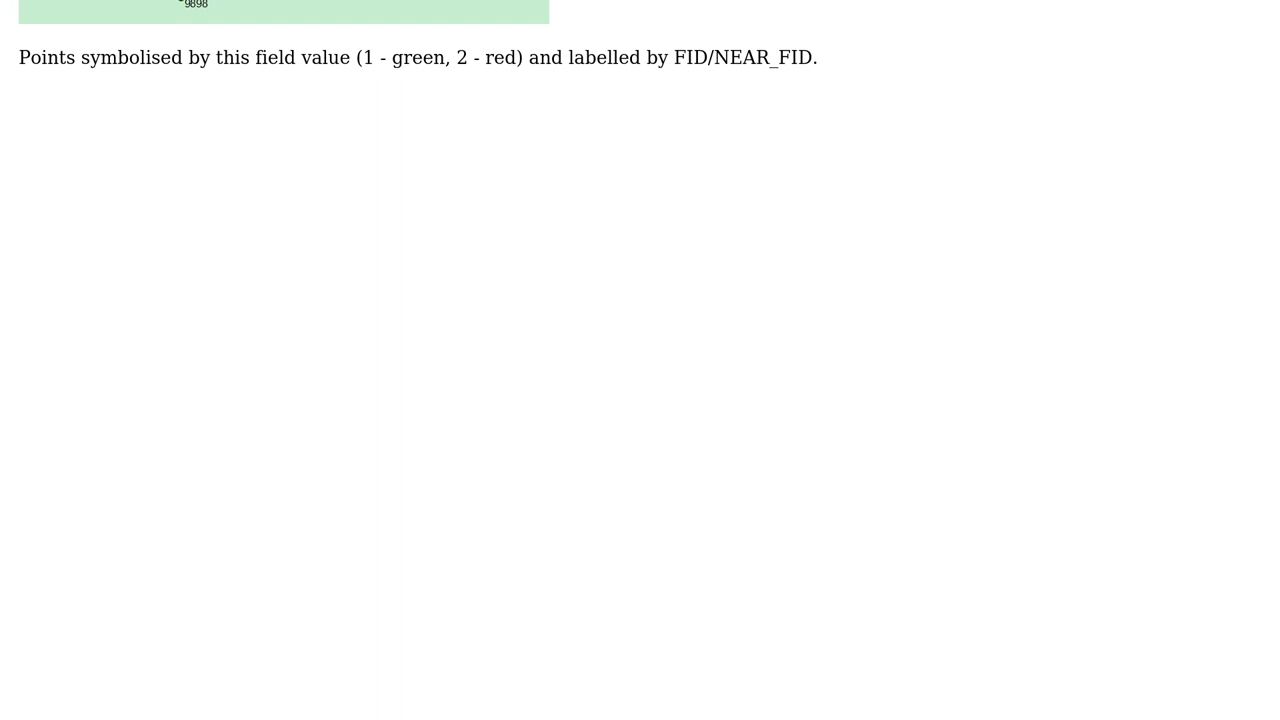 9898
Points symbolised by this field value (1 - green, 2 - red) and labelled by FID/NEAR_FID.